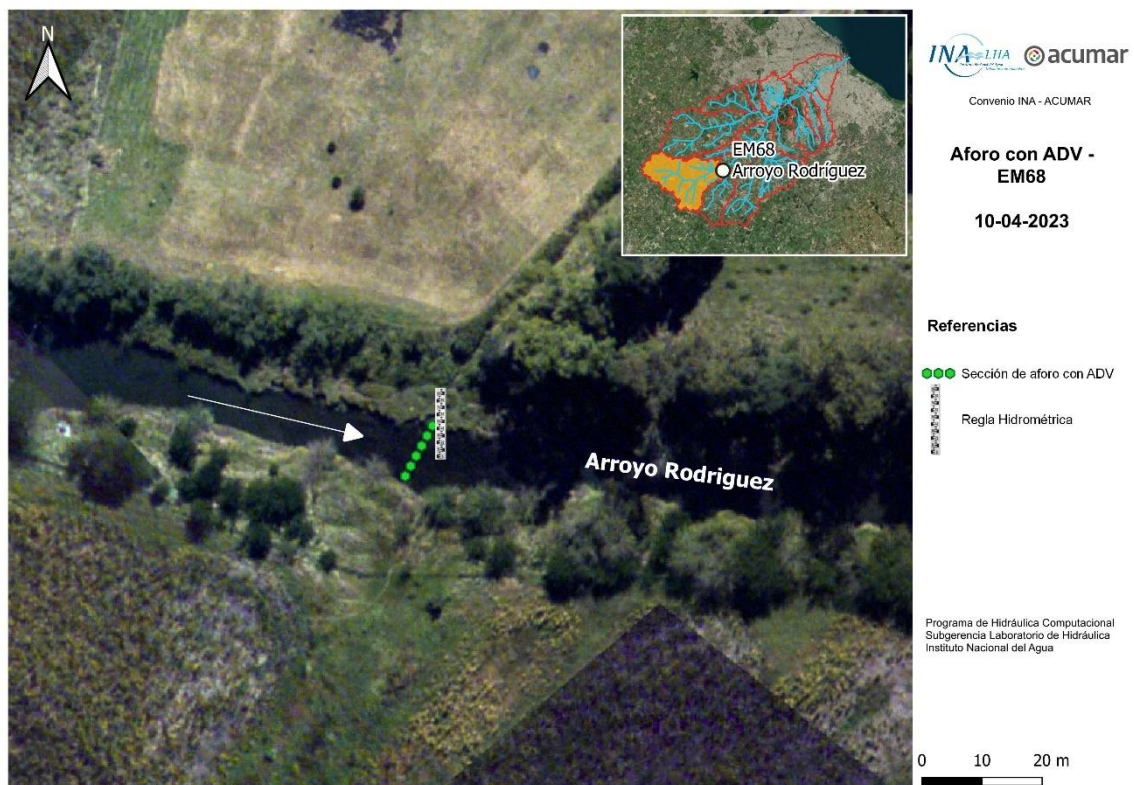 N
EM68
Arroyo Rodríguez
Arroyo Rodriguez
INA LHA
acumar
Convenio INA - ACUMAR
Aforo con ADV -
EM68
10-04-2023
Referencias
Sección de aforo con ADV
Regla Hidrométrica
Programa de Hidráulica Computacional
Subgerencia Laboratorio de Hidráulica
Instituto Nacional del Agua
0 10 20 m